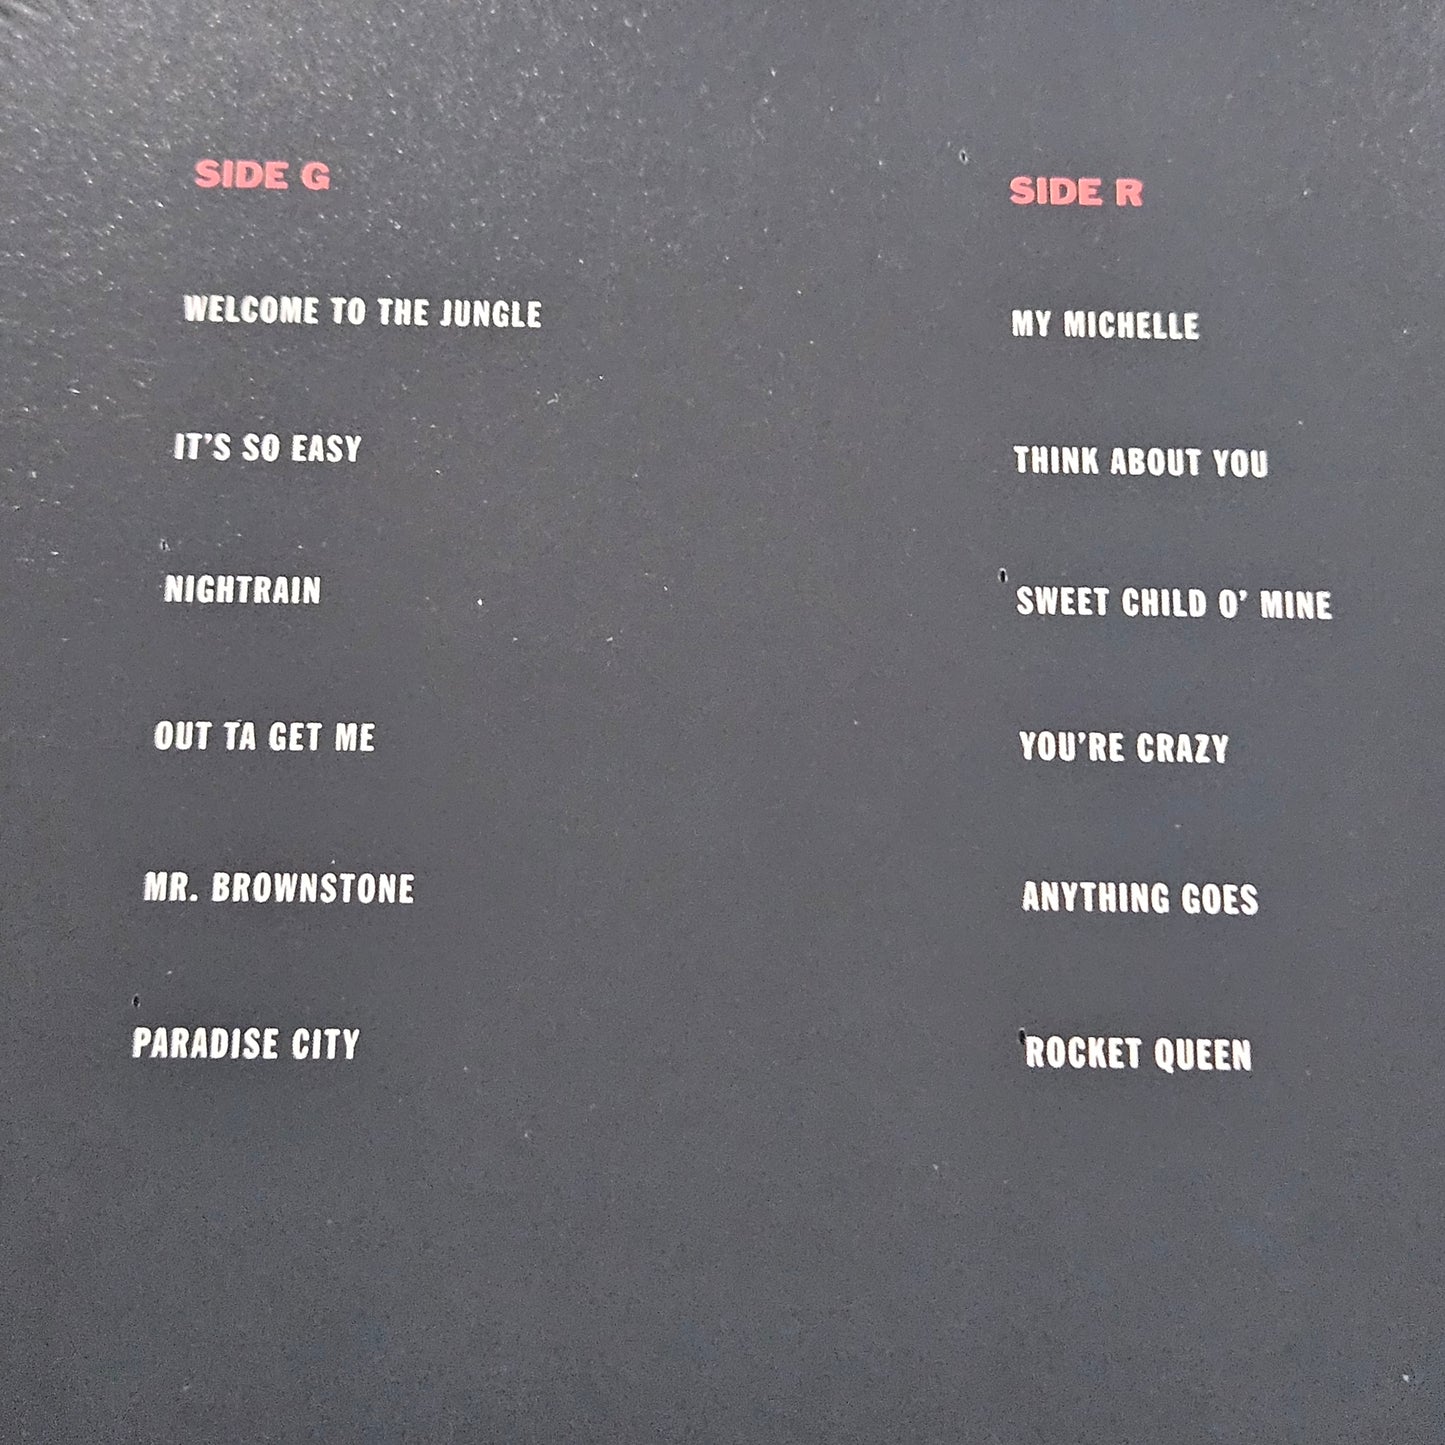 SIDE G
WELCOME TO THE JUNGLE
IT'S SO EASY
NIGHTRAIN
OUT TA GET ME
MR. BROWNSTONE
PARADISE CITY
SIDE R
MY MICHELLE
THINK ABOUT YOU
SWEET CHILD O' MINE
YOU'RE CRAZY
ANYTHING GOES
ROCKET QUEEN